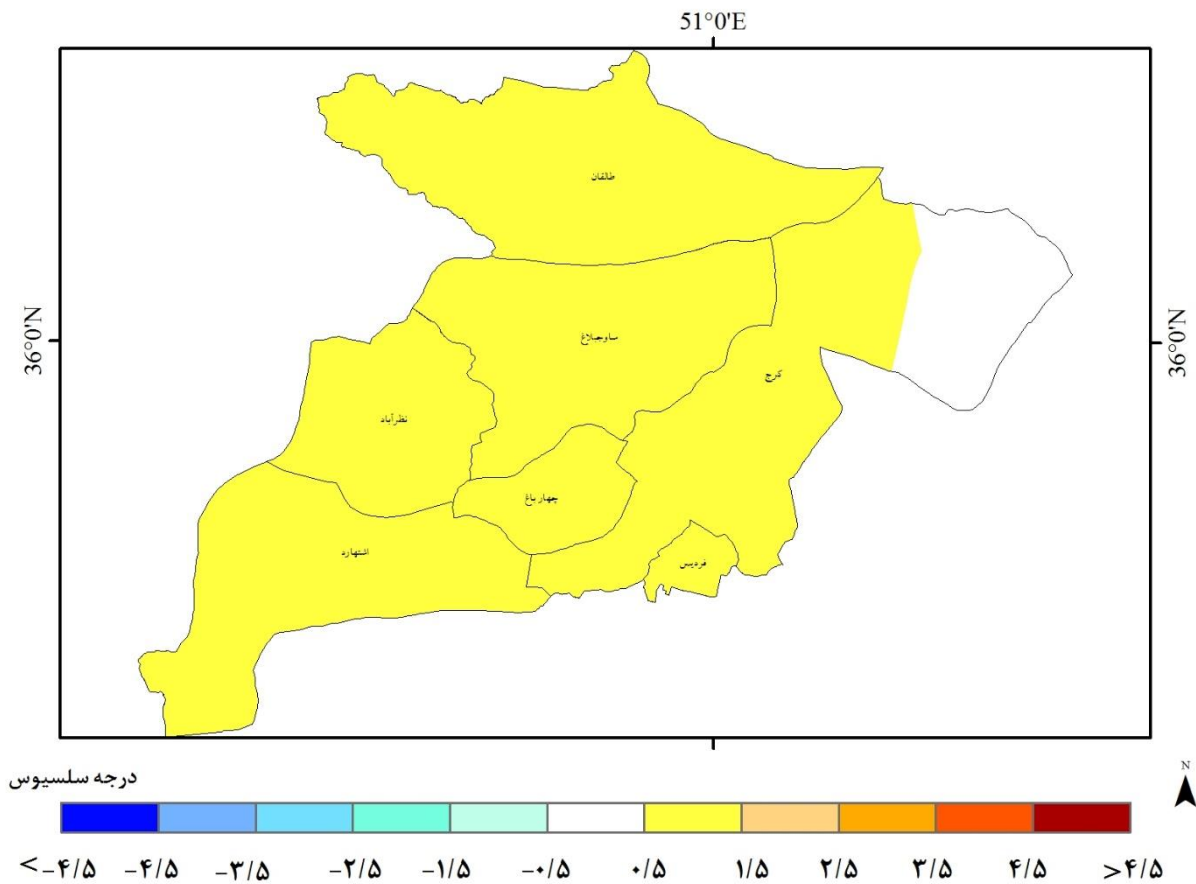 51°0'E
36°0'N
36°0'N
طالقان
ساوجبلاغ
کرج
نظرآباد
چهارباغ
اشتهارد
فردیس
درجه سلسیوس
N
<-۴/۵ -۴/۵ -۳/۵ -۲/۵ -۱/۵ -۰/۵ ۰/۵ ۱/۵ ۲/۵ ۳/۵ ۴/۵ >۴/۵